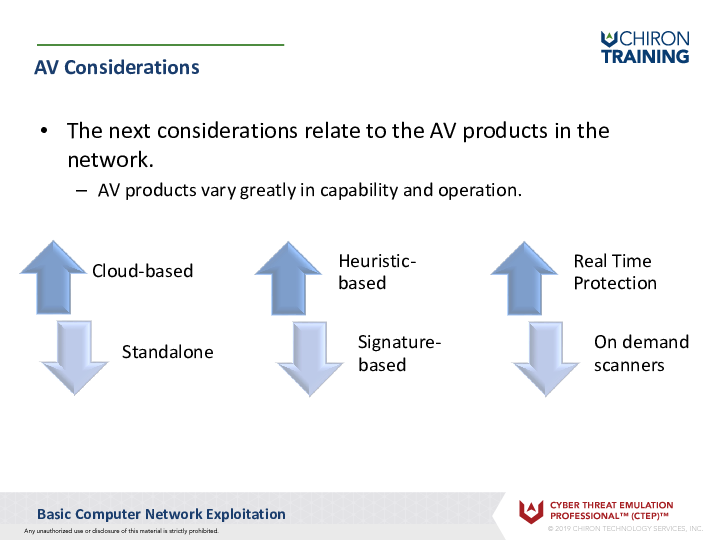 CHIRON
TRAINING
AV Considerations
• The next considerations relate to the AV products in the
network.
– AV products vary greatly in capability and operation.
Cloud-based
Standalone
Heuristic-
based
Signature-
based
Real Time
Protection
On demand
scanners
Basic Computer Network Exploitation
Any unauthorized use or disclosure of this material is strictly prohibited.
CYBER THREAT EMULATION
PROFESSIONAL™ (CTEP)™
© 2019 CHIRON TECHNOLOGY SERVICES, INC.